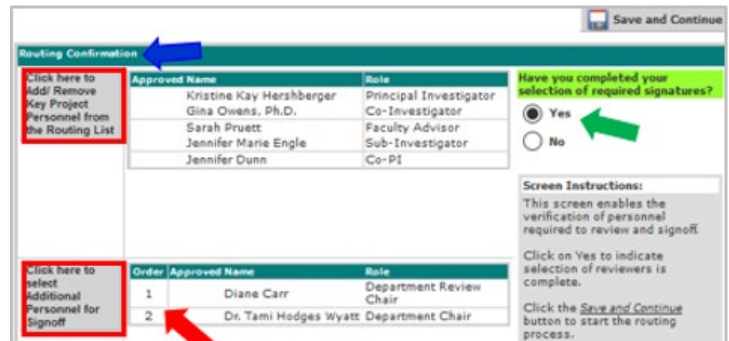 Save and Continue
Routing Confirmation
Click here to
Add/ Remove
Key Project
Personnel from
the Routing List
Approved Name Role
Kristine Kay Hershberger Principal Investigator
Gina Owens, Ph.D. Co-Investigator
Sarah Pruett Faculty Advisor
Jennifer Marie Engle Sub-Investigator
Jennifer Dunn Co-PI
Have you completed your
selection of required signatures?
Yes
No
Screen Instructions:
This screen enables the
verification of personnel
required to review and signoff.
Click on Yes to indicate
selection of reviewers is
complete.
Click the Save and Continue
button to start the routing
process.
Click here to
select
Additional
Personnel for
Signoff
Order Approved Name Role
1 Diane Carr Department Review
Chair
2 Dr. Tami Hodges Wyatt Department Chair